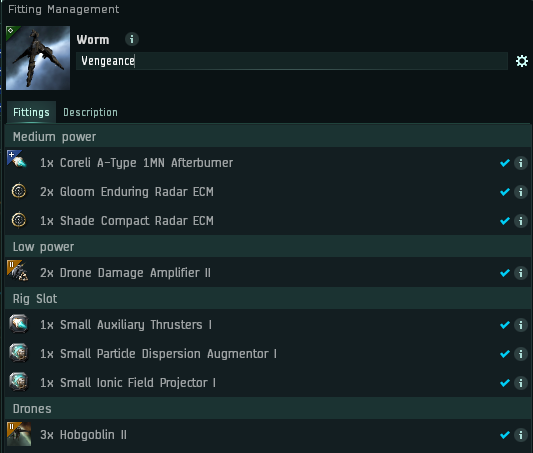 Fitting Management
Worm
Vengeance
Fittings Description
Medium power
1x Coreli A-Type 1MN Afterburner
2x Gloom Enduring Radar ECM
1x Shade Compact Radar ECM
Low power
2x Drone Damage Amplifier II
Rig Slot
1x Small Auxiliary Thrusters I
1x Small Particle Dispersion Augmentor I
1x Small Ionic Field Projector I
Drones
3x Hobgoblin II